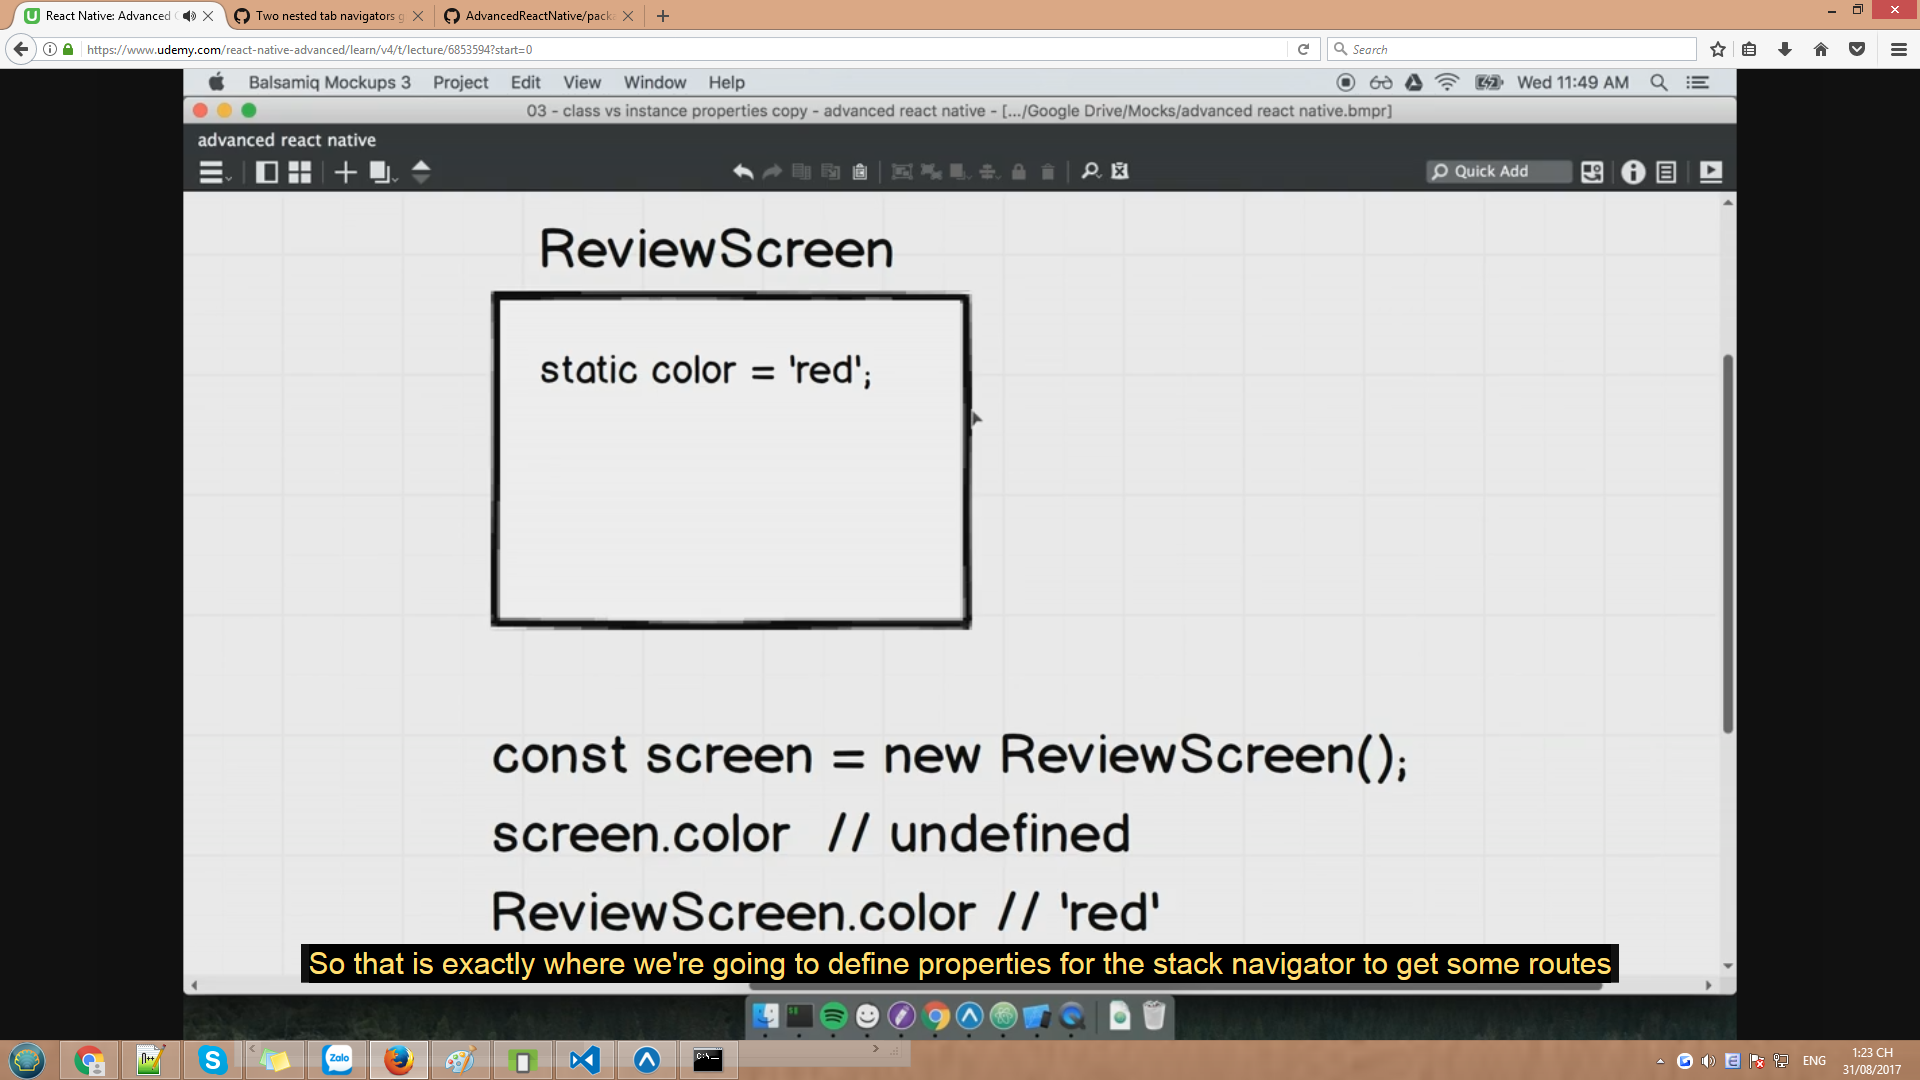 React Native: Advanced
Two nested tab navigators
AdvancedReactNative/pack
https://www.udemy.com/react-native-advanced/learn/v4/t/lecture/6853594?start=0
Search
Balsamiq Mockups 3 Project Edit View Window Help
Wed 11:49 AM
03 - class vs instance properties copy - advanced react native - [.../Google Drive/Mocks/advanced react native.bmpr]
advanced react native
Quick Add
ReviewScreen
static color = 'red';
const screen = new ReviewScreen();
screen.color // undefined
ReviewScreen.color // 'red'
So that is exactly where we're going to define properties for the stack navigator to get some routes
Zalo
ENG
1:23 CH
31/08/2017